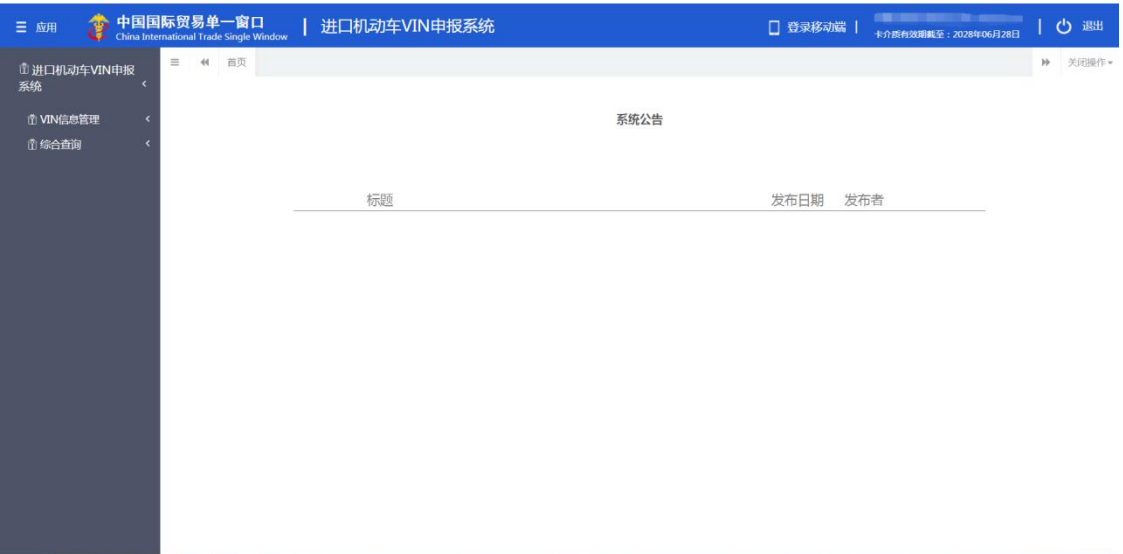 应用
中国国际贸易单一窗口
China International Trade Single Window
进口机动车VIN申报系统
登录移动端
卡介质有效期截至：2028年06月28日
退出
进口机动车VIN申报
系统
首页
关闭操作
VIN信息管理
综合查询
系统公告
标题 发布日期 发布者